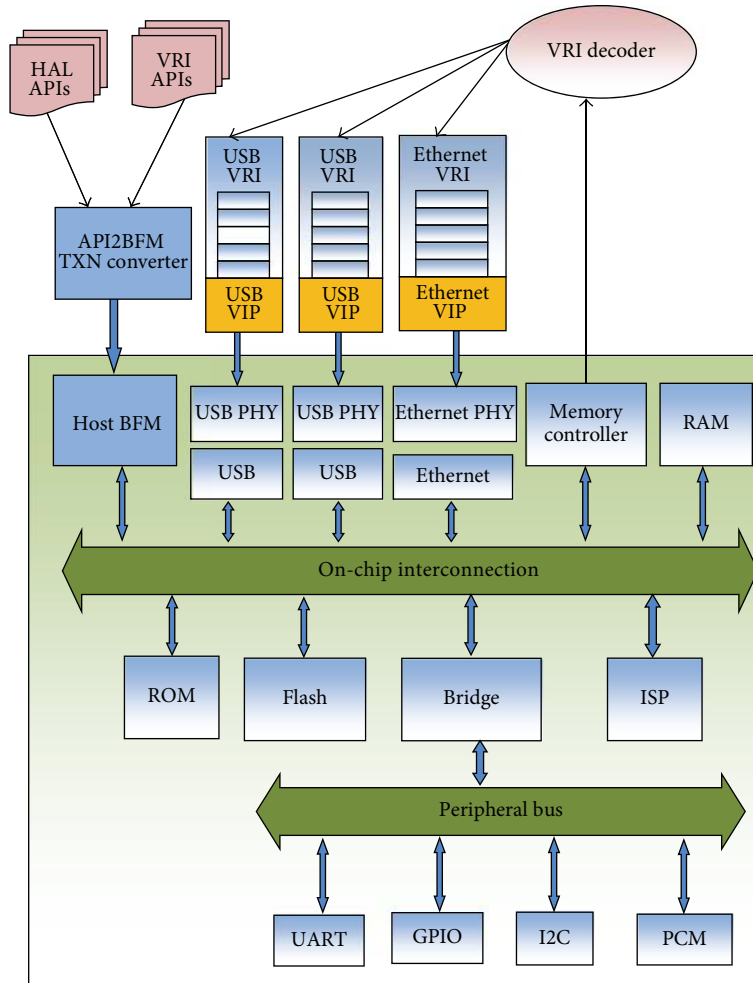 HAL
APIs
VRI
APIs
VRI decoder
USB
VRI
USB
VRI
Ethernet
VRI
API2BFM
TXN converter
USB
VIP
USB
VIP
Ethernet
VIP
Host BFM
USB PHY
USB PHY
Ethernet PHY
Memory
controller
RAM
USB
USB
Ethernet
On-chip interconnection
ROM
Flash
Bridge
ISP
Peripheral bus
UART
GPIO
I2C
PCM